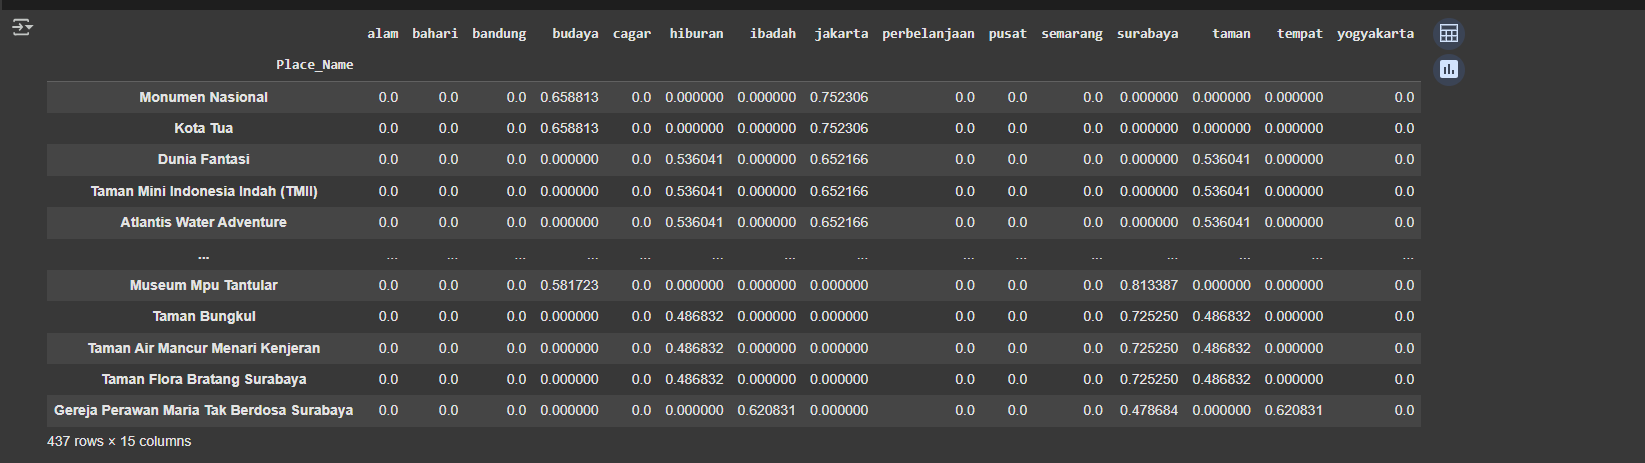 alam bahari bandung budaya cagar hiburan ibadah jakarta perbelanjaan pusat semarang surabaya taman tempat yogyakarta
Place_Name
Monumen Nasional 0.0 0.0 0.0 0.658813 0.0 0.000000 0.000000 0.752306 0.0 0.0 0.0 0.000000 0.000000 0.000000 0.0
Kota Tua 0.0 0.0 0.0 0.658813 0.0 0.000000 0.000000 0.752306 0.0 0.0 0.0 0.000000 0.000000 0.000000 0.0
Dunia Fantasi 0.0 0.0 0.0 0.000000 0.0 0.536041 0.000000 0.652166 0.0 0.0 0.0 0.000000 0.536041 0.000000 0.0
Taman Mini Indonesia Indah (TMII) 0.0 0.0 0.0 0.000000 0.0 0.536041 0.000000 0.652166 0.0 0.0 0.0 0.000000 0.536041 0.000000 0.0
Atlantis Water Adventure 0.0 0.0 0.0 0.000000 0.0 0.536041 0.000000 0.652166 0.0 0.0 0.0 0.000000 0.536041 0.000000 0.0
... ... ... ... ... ... ... ... ... ... ... ... ... ... ... ...
Museum Mpu Tantular 0.0 0.0 0.0 0.581723 0.0 0.000000 0.000000 0.000000 0.0 0.0 0.0 0.813387 0.000000 0.000000 0.0
Taman Bungkul 0.0 0.0 0.0 0.000000 0.0 0.486832 0.000000 0.000000 0.0 0.0 0.0 0.725250 0.486832 0.000000 0.0
Taman Air Mancur Menari Kenjeran 0.0 0.0 0.0 0.000000 0.0 0.486832 0.000000 0.000000 0.0 0.0 0.0 0.725250 0.486832 0.000000 0.0
Taman Flora Bratang Surabaya 0.0 0.0 0.0 0.000000 0.0 0.486832 0.000000 0.000000 0.0 0.0 0.0 0.725250 0.486832 0.000000 0.0
Gereja Perawan Maria Tak Berdosa Surabaya 0.0 0.0 0.0 0.000000 0.0 0.000000 0.620831 0.000000 0.0 0.0 0.0 0.478684 0.000000 0.620831 0.0
437 rows × 15 columns